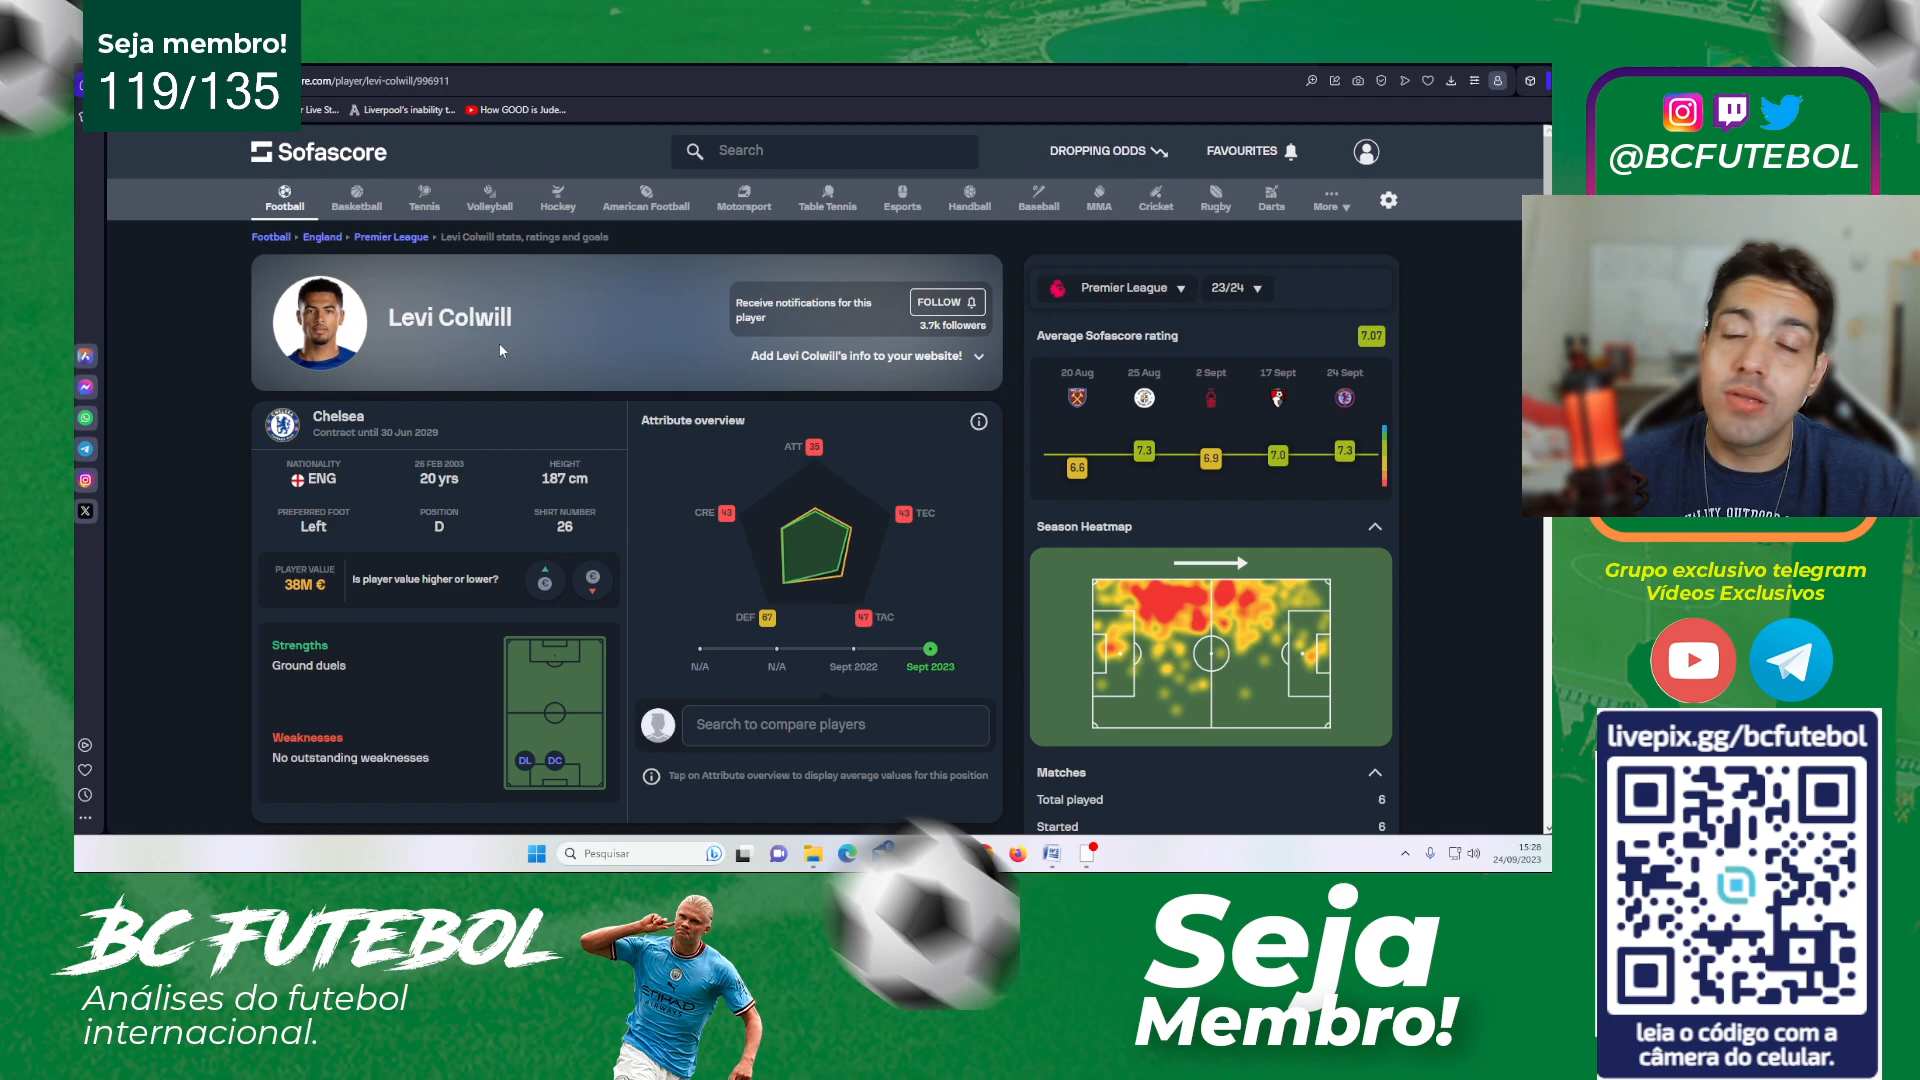 Seja membro!
119/135
re.com/player/levi-colwill/996911
r Live St...
Liverpool's inability t...
How GOOD is Jude...
Sofascore
Search
DROPPING ODDS
FAVOURITES
Football
Basketball
Tennis
Volleyball
Hockey
American Football
Motorsport
Table Tennis
Esports
Handball
Baseball
MMA
Cricket
Rugby
Darts
More
Football
England
Premier League
Levi Colwill stats, ratings and goals
Levi Colwill
Receive notifications for this
player
FOLLOW
3.7k followers
Add Levi Colwill's info to your website!
Chelsea
Contract until 30 Jun 2029
NATIONALITY
ENG
26 FEB 2003
20 yrs
HEIGHT
187 cm
PREFERRED FOOT
Left
POSITION
D
SHIRT NUMBER
26
PLAYER VALUE
38M €
Is player value higher or lower?
Strengths
Ground duels
Weaknesses
No outstanding weaknesses
DL
DC
Attribute overview
ATT 35
CRE 43
43 TEC
DEF 67
47 TAC
N/A
N/A
Sept 2022
Sept 2023
Search to compare players
Tap on Attribute overview to display average values for this position
Premier League
23/24
Average Sofascore rating
7.07
20 Aug
25 Aug
2 Sept
17 Sept
24 Sept
6.6
7.3
6.9
7.0
7.3
Season Heatmap
Matches
Total played
6
Started
6
Pesquisar
15:28
24/09/2023
@BCFUTEBOL
Grupo exclusivo telegram
Vídeos Exclusivos
livepix.gg/bcfutebol
leia o código com a
câmera do celular.
BC FUTEBOL
Análises do futebol
internacional.
ETIHAD
AIRWAYS
Seja
Membro!